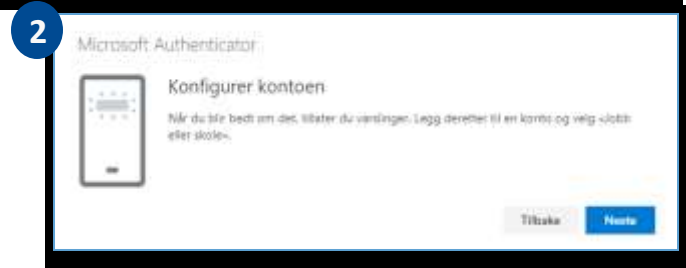 2
Microsoft Authenticator
Konfigurer kontoen
Når du blir bedt om det, tillater du varslinger. Legg deretter til en konto og velg «Jobb
eller skole».
Tilbake
Neste